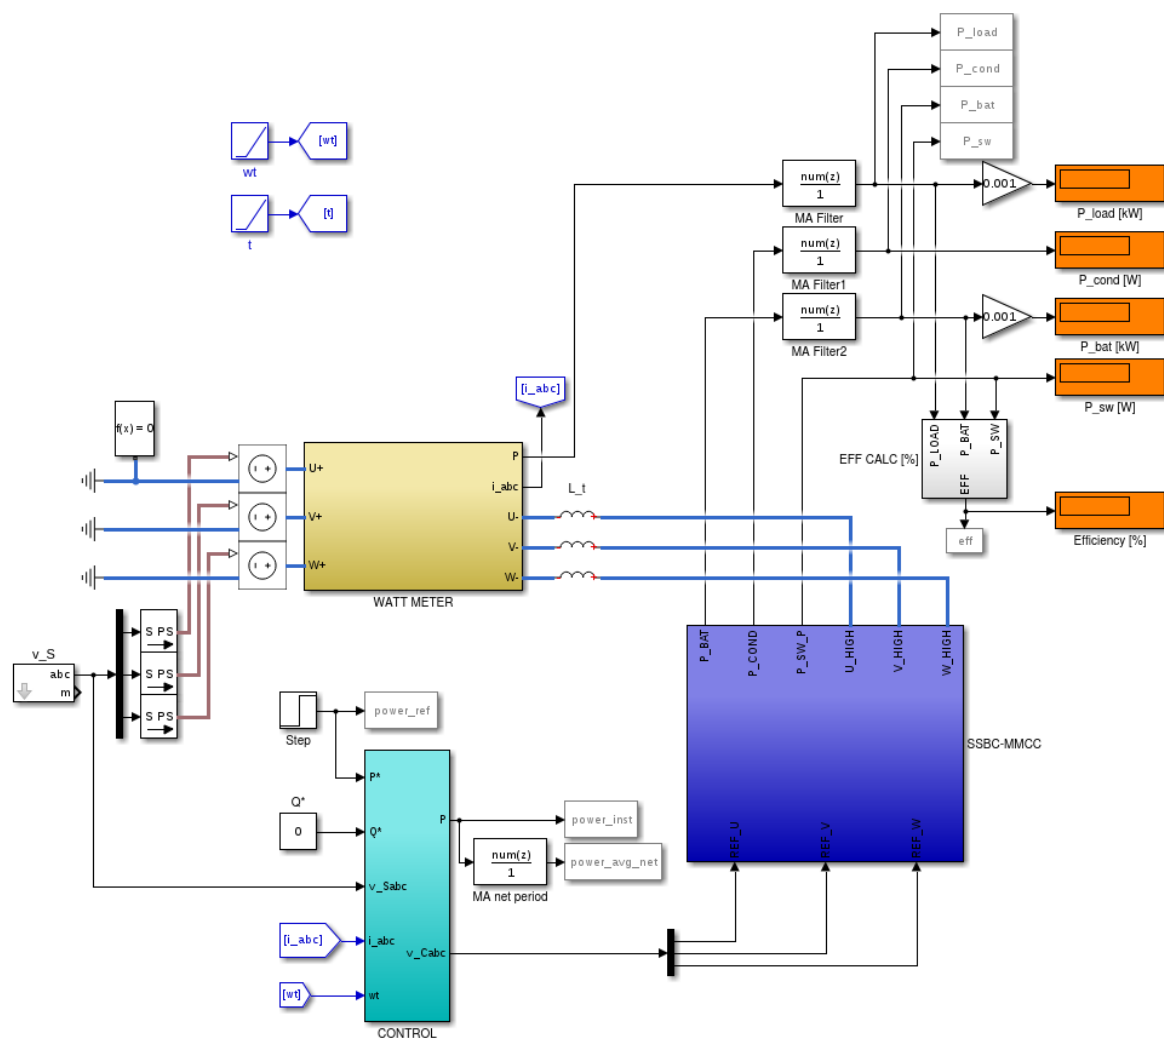 P_load
P_cond
P_bat
P_sw
[wt]
wt
[t]
t
num(z)
1
MA Filter
0.001
P_load [kW]
num(z)
1
MA Filter1
P_cond [W]
num(z)
1
MA Filter2
0.001
P_bat [kW]
P_sw [W]
[i_abc]
f(x) = 0
P_LOAD
P_BAT
P_SW
EFF CALC [%]
EFF
eff
Efficiency [%]
U+
V+
W+
P
i_abc
U-
V-
W-
WATT METER
L_t
S PS
S PS
S PS
v_S
abc
m
P_BAT
P_COND
P_SW_P
U_HIGH
V_HIGH
W_HIGH
SSBC-MMCC
REF_U
REF_V
REF_W
Step
power_ref
Q*
0
P*
Q*
v_Sabc
i_abc
wt
P
v_Cabc
CONTROL
[i_abc]
[wt]
power_inst
num(z)
1
MA net period
power_avg_net